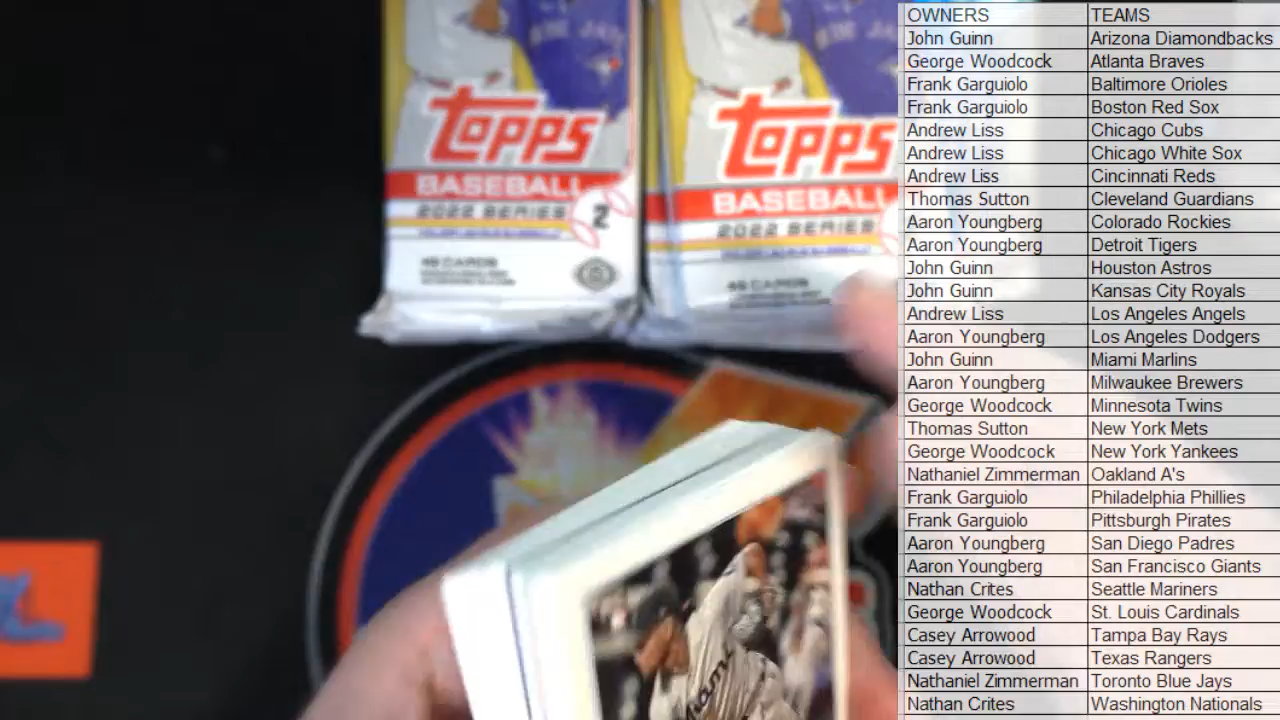 TOPPS
BASEBALL
2022 SERIES
2
46 CARDS
TOPPS
BASEBALL
2022 SERIES
46 CARDS
OWNERS TEAMS
John Guinn Arizona Diamondbacks
George Woodcock Atlanta Braves
Frank Garguiolo Baltimore Orioles
Frank Garguiolo Boston Red Sox
Andrew Liss Chicago Cubs
Andrew Liss Chicago White Sox
Andrew Liss Cincinnati Reds
Thomas Sutton Cleveland Guardians
Aaron Youngberg Colorado Rockies
Aaron Youngberg Detroit Tigers
John Guinn Houston Astros
John Guinn Kansas City Royals
Andrew Liss Los Angeles Angels
Aaron Youngberg Los Angeles Dodgers
John Guinn Miami Marlins
Aaron Youngberg Milwaukee Brewers
George Woodcock Minnesota Twins
Thomas Sutton New York Mets
George Woodcock New York Yankees
Nathaniel Zimmerman Oakland A's
Frank Garguiolo Philadelphia Phillies
Frank Garguiolo Pittsburgh Pirates
Aaron Youngberg San Diego Padres
Aaron Youngberg San Francisco Giants
Nathan Crites Seattle Mariners
George Woodcock St. Louis Cardinals
Casey Arrowood Tampa Bay Rays
Casey Arrowood Texas Rangers
Nathaniel Zimmerman Toronto Blue Jays
Nathan Crites Washington Nationals